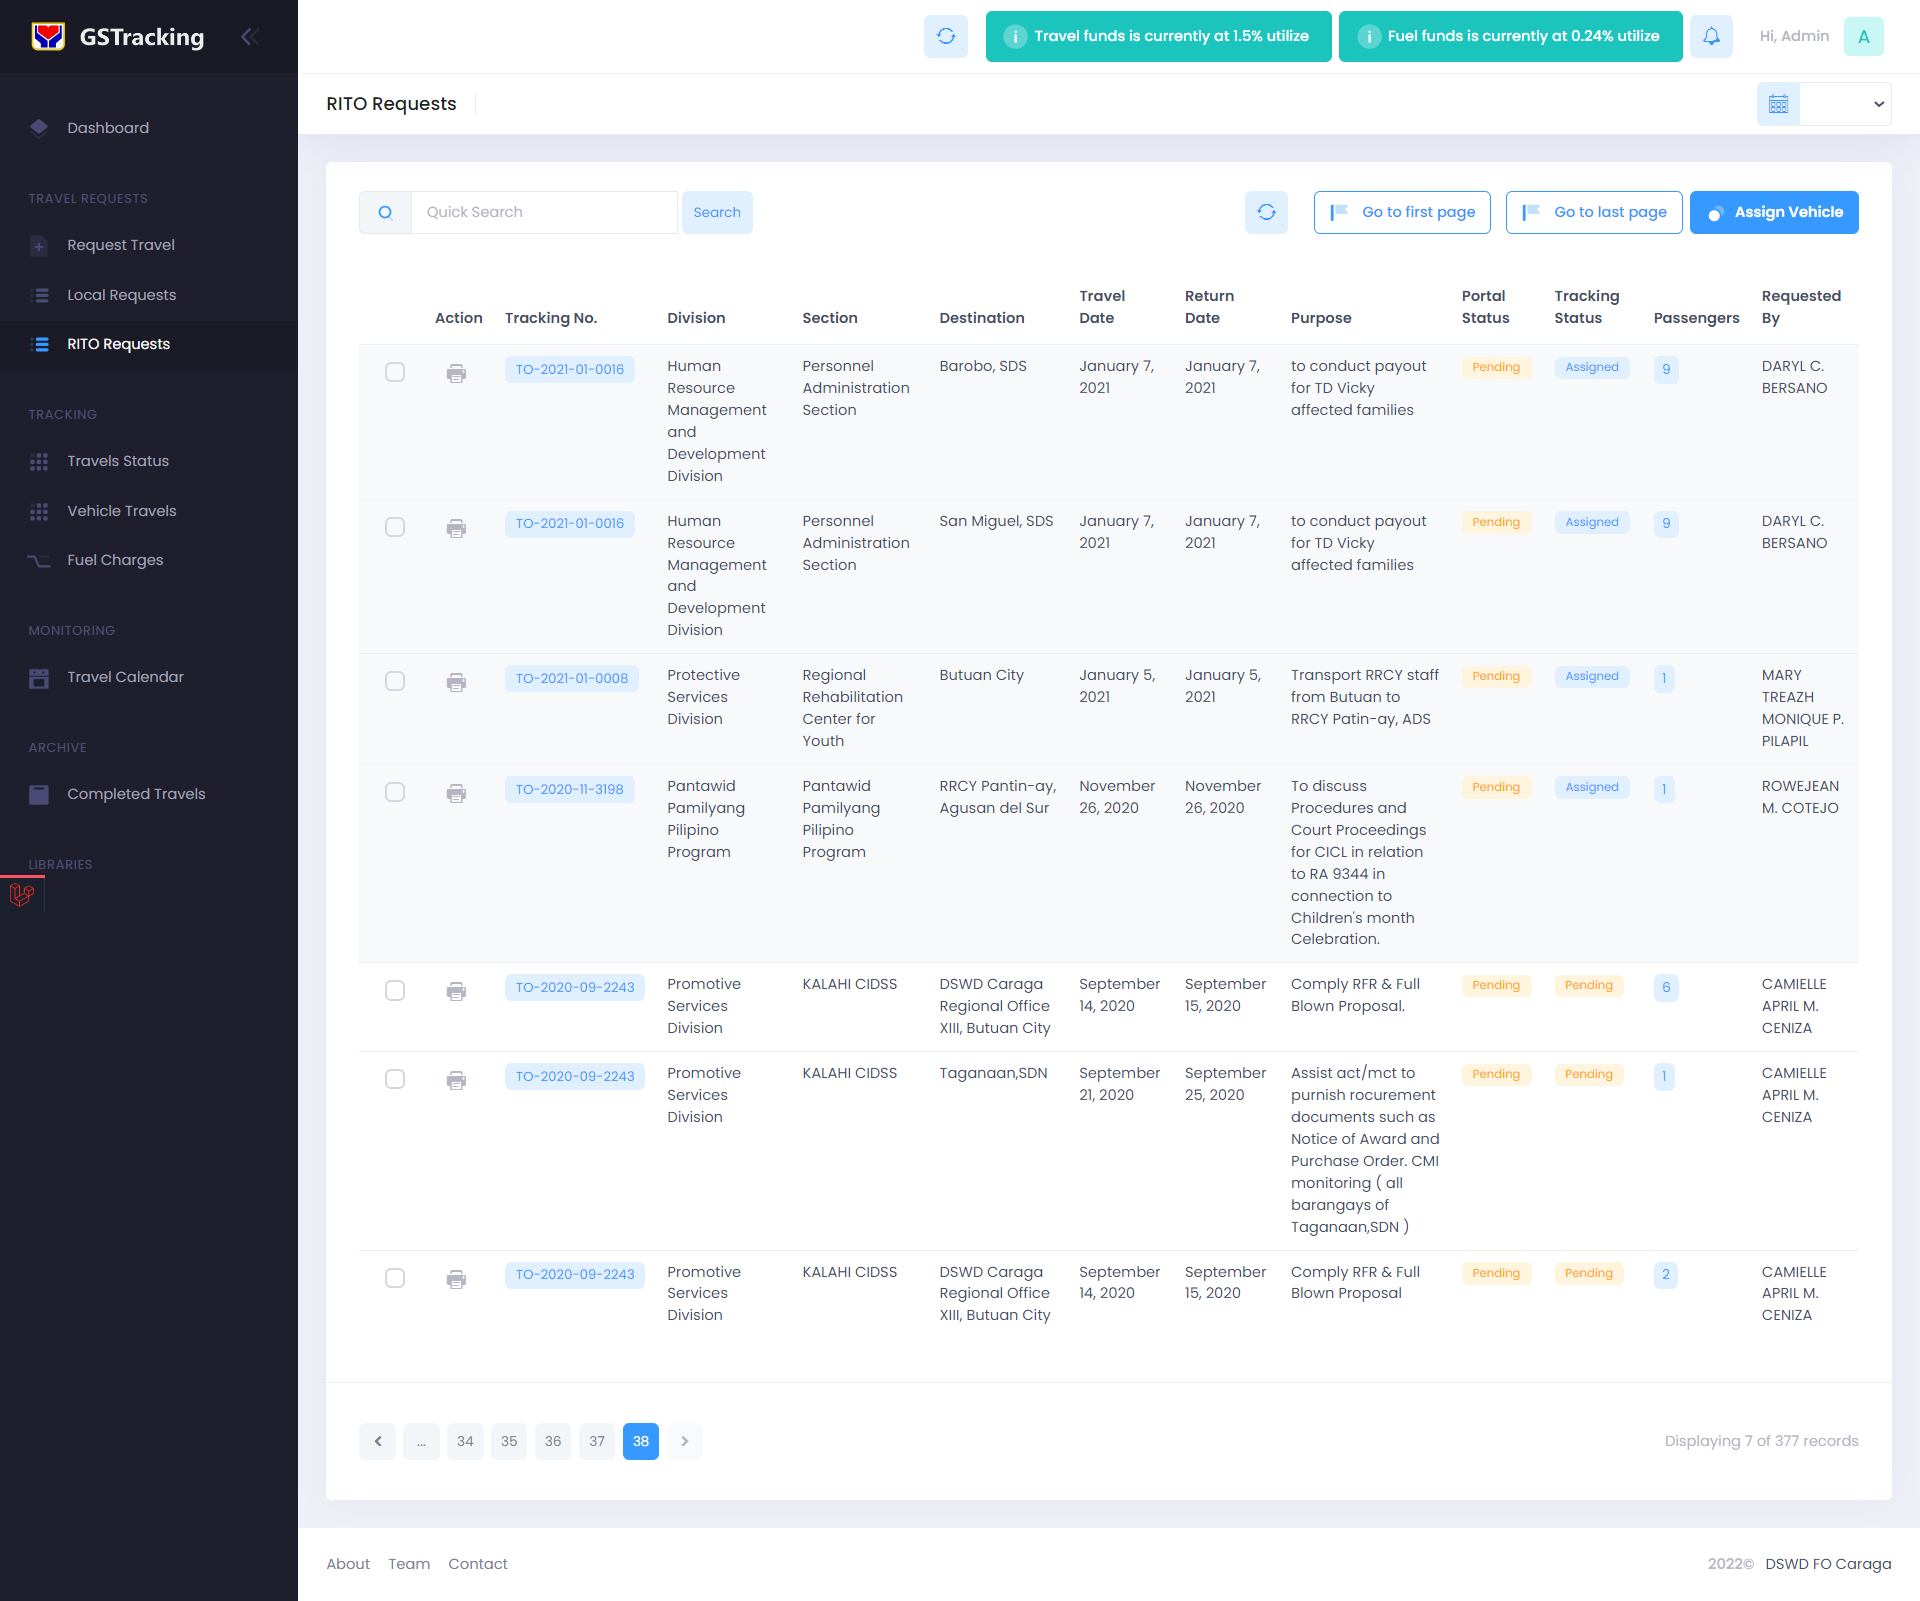 GSTracking
Travel funds is currently at 1.5% utilize
Fuel funds is currently at 0.24% utilize
Hi, Admin
A
Dashboard
TRAVEL REQUESTS
Request Travel
Local Requests
RITO Requests
TRACKING
Travels Status
Vehicle Travels
Fuel Charges
MONITORING
Travel Calendar
ARCHIVE
Completed Travels
LIBRARIES
RITO Requests
Quick Search
Search
Go to first page
Go to last page
Assign Vehicle
Action
Tracking No.
Division
Section
Destination
Travel
Date
Return
Date
Purpose
Portal
Status
Tracking
Status
Passengers
Requested
By
TO-2021-01-0016
Human
Resource
Management
and
Development
Division
Personnel
Administration
Section
Barobo, SDS
January 7,
2021
January 7,
2021
to conduct payout
for TD Vicky
affected families
Pending
Assigned
9
DARYL C.
BERSANO
TO-2021-01-0016
Human
Resource
Management
and
Development
Division
Personnel
Administration
Section
San Miguel, SDS
January 7,
2021
January 7,
2021
to conduct payout
for TD Vicky
affected families
Pending
Assigned
9
DARYL C.
BERSANO
TO-2021-01-0008
Protective
Services
Division
Regional
Rehabilitation
Center for
Youth
Butuan City
January 5,
2021
January 5,
2021
Transport RRCY staff
from Butuan to
RRCY Patin-ay, ADS
Pending
Assigned
1
MARY
TREAZH
MONIQUE P.
PILAPIL
TO-2020-11-3198
Pantawid
Pamilyang
Pilipino
Program
Pantawid
Pamilyang
Pilipino
Program
RRCY Pantin-ay,
Agusan del Sur
November
26, 2020
November
26, 2020
To discuss
Procedures and
Court Proceedings
for CICL in relation
to RA 9344 in
connection to
Children's month
Celebration.
Pending
Assigned
1
ROWEJEAN
M. COTEJO
TO-2020-09-2243
Promotive
Services
Division
KALAHI CIDSS
DSWD Caraga
Regional Office
XIII, Butuan City
September
14, 2020
September
15, 2020
Comply RFR & Full
Blown Proposal.
Pending
Pending
6
CAMIELLE
APRIL M.
CENIZA
TO-2020-09-2243
Promotive
Services
Division
KALAHI CIDSS
Taganaan,SDN
September
21, 2020
September
25, 2020
Assist act/mct to
purnish rocurement
documents such as
Notice of Award and
Purchase Order. CMI
monitoring ( all
barangays of
Taganaan,SDN )
Pending
Pending
1
CAMIELLE
APRIL M.
CENIZA
TO-2020-09-2243
Promotive
Services
Division
KALAHI CIDSS
DSWD Caraga
Regional Office
XIII, Butuan City
September
14, 2020
September
15, 2020
Comply RFR & Full
Blown Proposal
Pending
Pending
2
CAMIELLE
APRIL M.
CENIZA
... 34 35 36 37 38
Displaying 7 of 377 records
About Team Contact
2022© DSWD FO Caraga